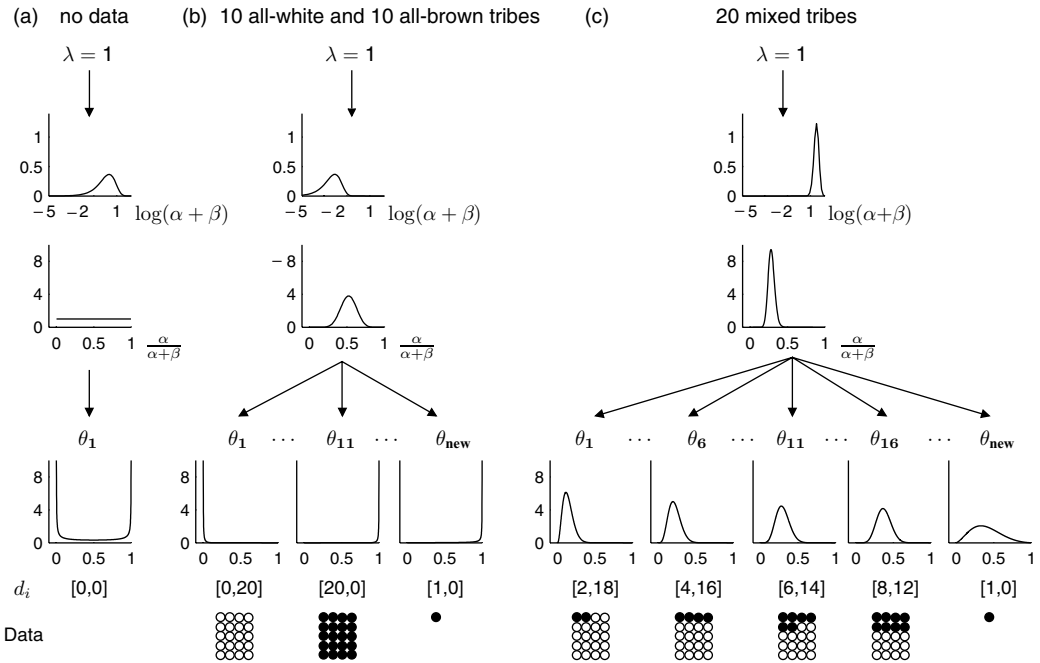 (a) no data (b) 10 all-white and 10 all-brown tribes (c) 20 mixed tribes
λ = 1 λ = 1 λ = 1
1 1 1
0.5 0.5 0.5
0 0 0
−5 −2 1 log(α + β) −5 −2 1 log(α + β) −5 −2 1 log(α+β)
8 − 8 8
4 4 4
0 0 0
0 0.5 1 α/α+β 0 0.5 1 α/α+β 0 0.5 1 α/α+β
θ1 θ1 ··· θ11 ··· θnew θ1 ··· θ6 ··· θ11 ··· θ16 ··· θnew
8 8 8
4 4 4
0 0 0
0 0.5 1 0 0.5 1 0 0.5 1 0 0.5 1 0 0.5 1 0 0.5 1 0 0.5 1 0 0.5 1 0 0.5 1
di [0,0] [0,20] [20,0] [1,0] [2,18] [4,16] [6,14] [8,12] [1,0]
Data